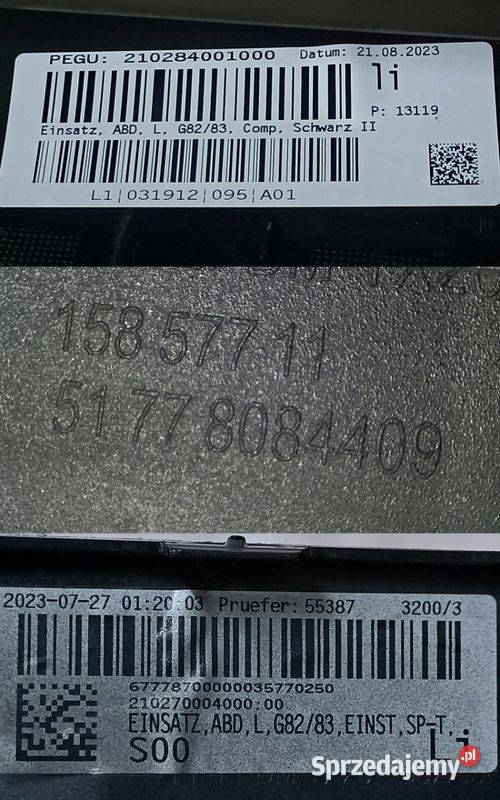 PEGU: 210284001000 Datum: 21.08.2023
li
P: 13119
Einsatz, ABD, L, G82/83, Comp, Schwarz II
L1|031912|095|A01
158 577 11
51 77 8084409
2023-07-27 01:20:03 Pruefer: 55387 3200/3
67778700000035770250
210270004000:00
EINSATZ,ABD,L,G82/83,EINST,SP-T,.
S00 Li
Sprzedajemy.pl